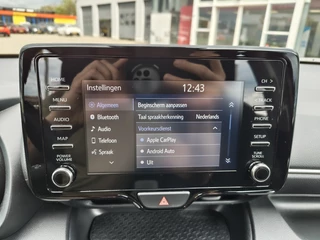 HOME
MENU
AUDIO
MAP
POWER
VOLUME
12:43
Instellingen
Algemeen
Bluetooth
Audio
Telefoon
Spraak
Beginscherm aanpassen
Taal spraakherkenning Nederlands
Voorkeursdienst
Apple CarPlay
Android Auto
Uit
CH >
TRACK
PHONE
SETUP
TUNE
SCROLL